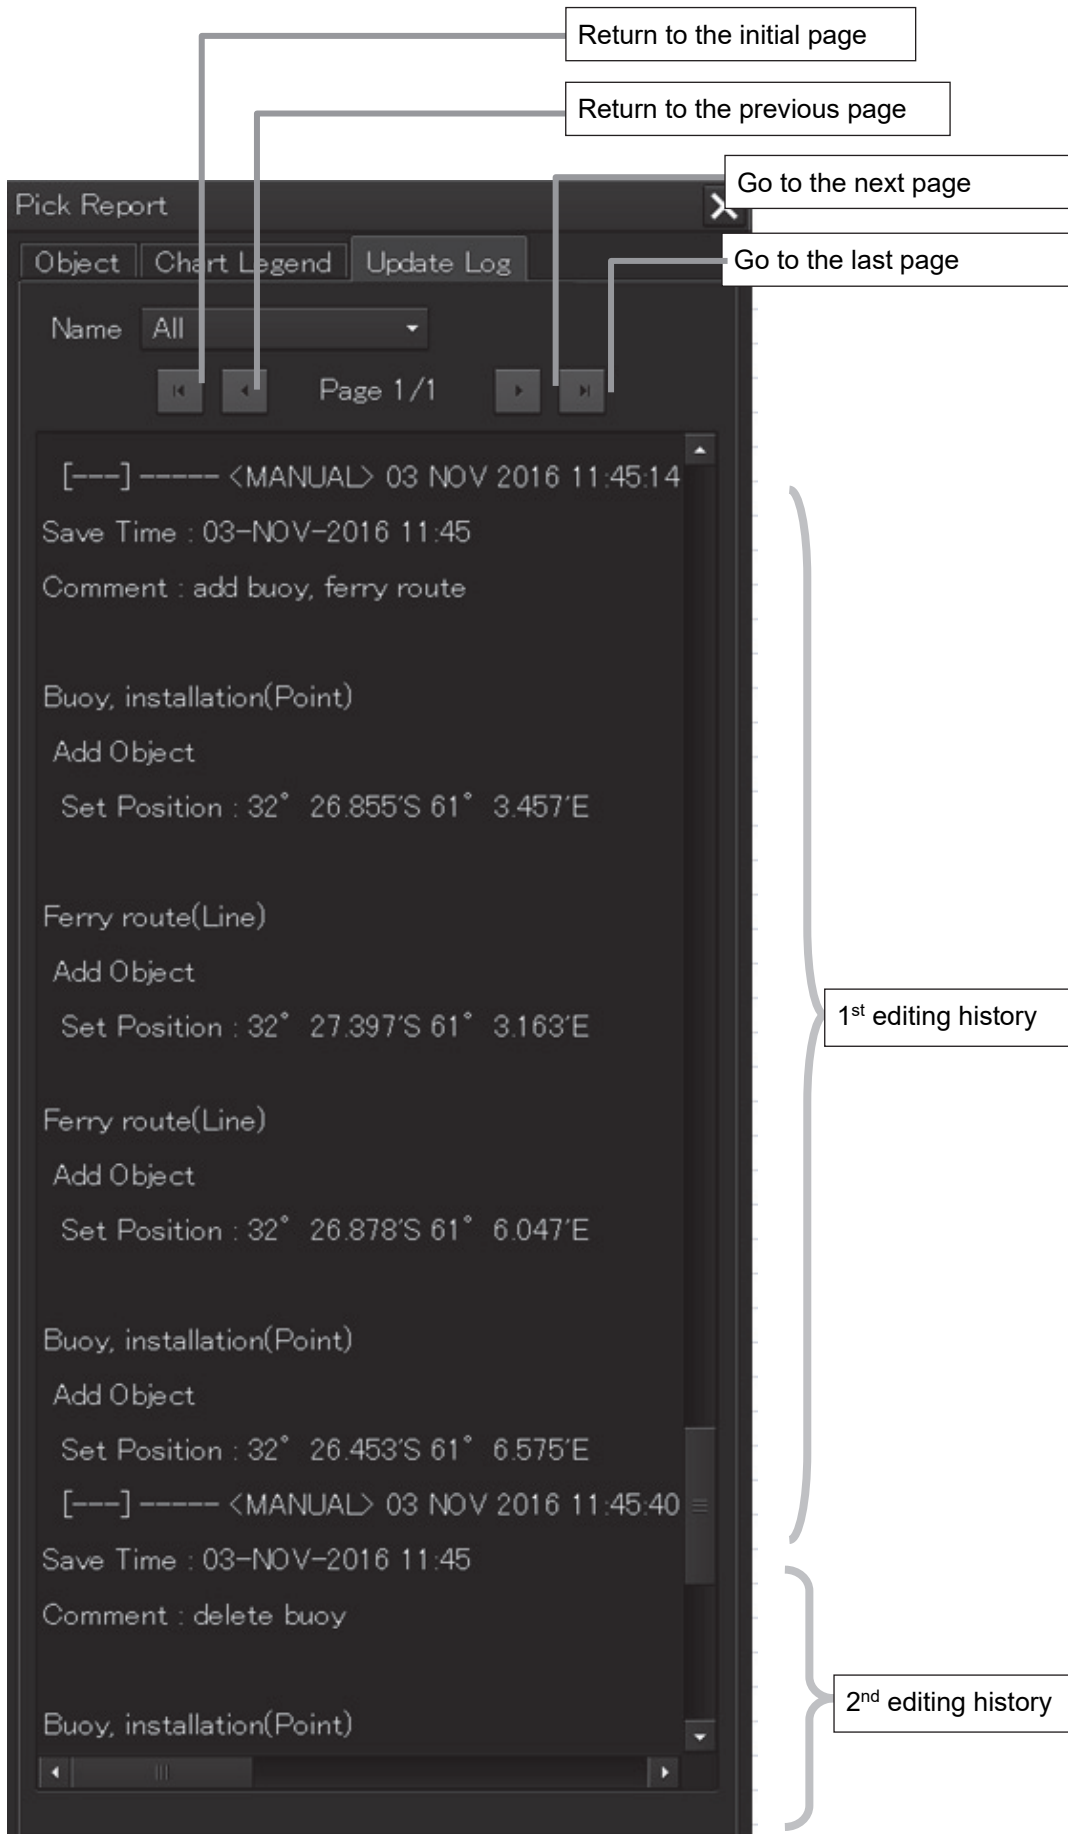 Return to the initial page
Return to the previous page
Go to the next page
Pick Report
Go to the last page
Object Chart Legend Update Log
Name All
Page 1/1
[---] ----- <MANUAL> 03 NOV 2016 11:45:14
Save Time : 03-NOV-2016 11:45
Comment : add buoy, ferry route
Buoy, installation(Point)
Add Object
Set Position : 32° 26.855'S 61° 3.457'E
Ferry route(Line)
Add Object
Set Position : 32° 27.397'S 61° 3.163'E
1st editing history
Ferry route(Line)
Add Object
Set Position : 32° 26.878'S 61° 6.047'E
Buoy, installation(Point)
Add Object
Set Position : 32° 26.453'S 61° 6.575'E
[---] ----- <MANUAL> 03 NOV 2016 11:45:40
Save Time : 03-NOV-2016 11:45
Comment : delete buoy
2nd editing history
Buoy, installation(Point)